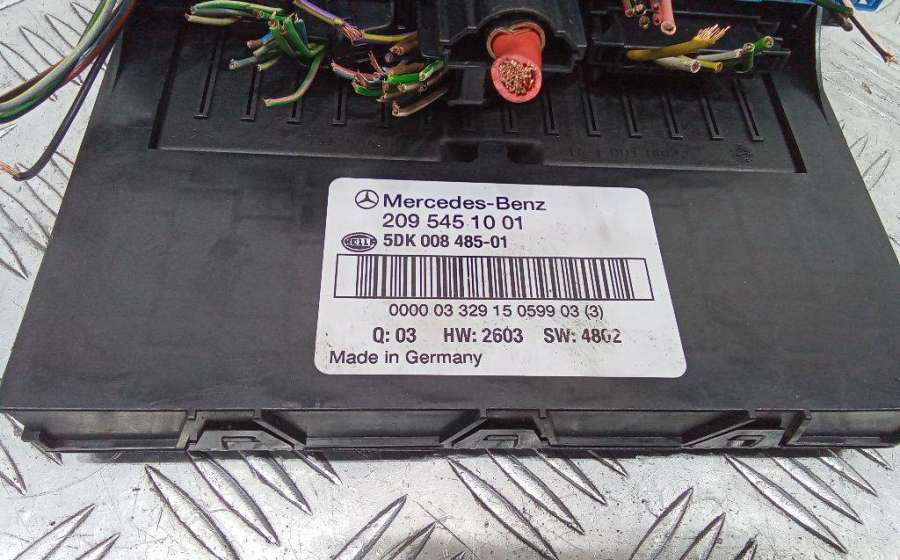 Mercedes-Benz
209 545 10 01
5DK 008 485-01
0000 03 329 15 0599 03 (3)
Q: 03 HW: 2603 SW: 4802
Made in Germany